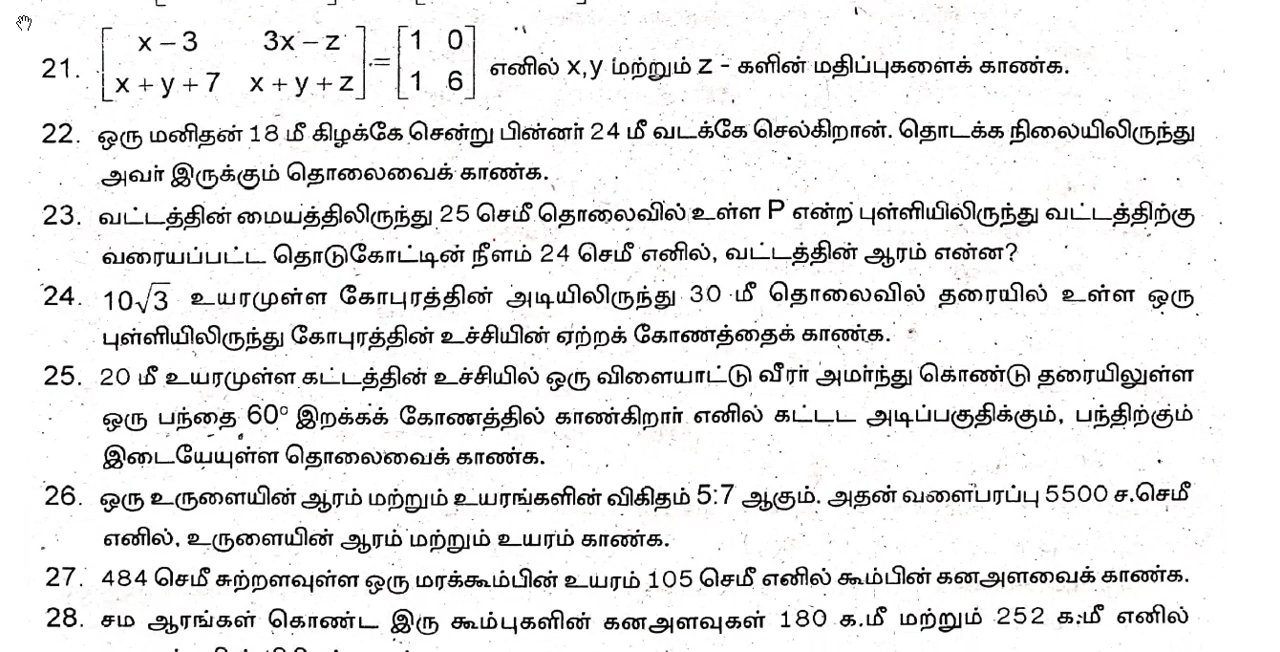 21. [x – 3 3x – z] = [1 0] எனில் x,y மற்றும் z - களின் மதிப்புகளைக் காண்க.
[x + y + 7 x + y + z] [1 6]
22. ஒரு மனிதன் 18 மீ கிழக்கே சென்று பின்னர் 24 மீ வடக்கே செல்கிறான். தொடக்க நிலையிலிருந்து
அவர் இருக்கும் தொலைவைக் காண்க.
23. வட்டத்தின் மையத்திலிருந்து 25 செமீ தொலைவில் உள்ள P என்ற புள்ளியிலிருந்து வட்டத்திற்கு
வரையப்பட்ட தொடுகோட்டின் நீளம் 24 செமீ எனில், வட்டத்தின் ஆரம் என்ன?
24. 10√3 உயரமுள்ள கோபுரத்தின் அடியிலிருந்து 30 மீ தொலைவில் தரையில் உள்ள ஒரு
புள்ளியிலிருந்து கோபுரத்தின் உச்சியின் ஏற்றக் கோணத்தைக் காண்க.
25. 20 மீ உயரமுள்ள கட்டத்தின் உச்சியில் ஒரு விளையாட்டு வீரர் அமர்ந்து கொண்டு தரையிலுள்ள
ஒரு பந்தை 60° இறக்கக் கோணத்தில் காண்கிறார் எனில் கட்டட அடிப்பகுதிக்கும், பந்திற்கும்
இடையேயுள்ள தொலைவைக் காண்க.
26. ஒரு உருளையின் ஆரம் மற்றும் உயரங்களின் விகிதம் 5:7 ஆகும். அதன் வளைபரப்பு 5500 ச.செமீ
எனில், உருளையின் ஆரம் மற்றும் உயரம் காண்க.
27. 484 செமீ சுற்றளவுள்ள ஒரு மரக்கூம்பின் உயரம் 105 செமீ எனில் கூம்பின் கனஅளவைக் காண்க.
28. சம ஆரங்கள் கொண்ட இரு கூம்புகளின் கனஅளவுகள் 180 க.மீ மற்றும் 252 க.மீ எனில்